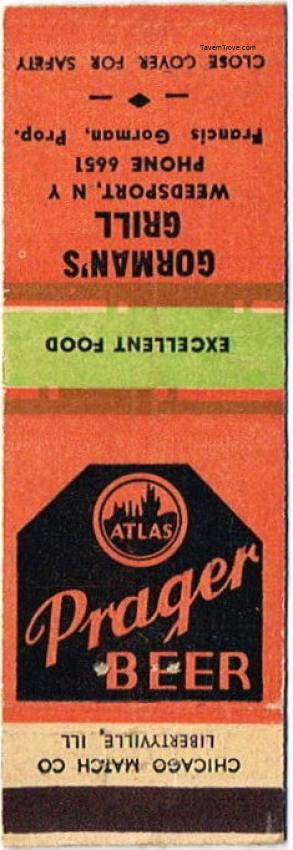 TavernTrove.com
CLOSE COVER FOR SAFETY
Francis Gorman, Prop.
PHONE 6651
WEEDSPORT, N Y
GORMAN'S
GRILL
EXCELLENT FOOD
ATLAS
Prager
BEER
CHICAGO MATCH CO
LIBERTYVILLE, ILL